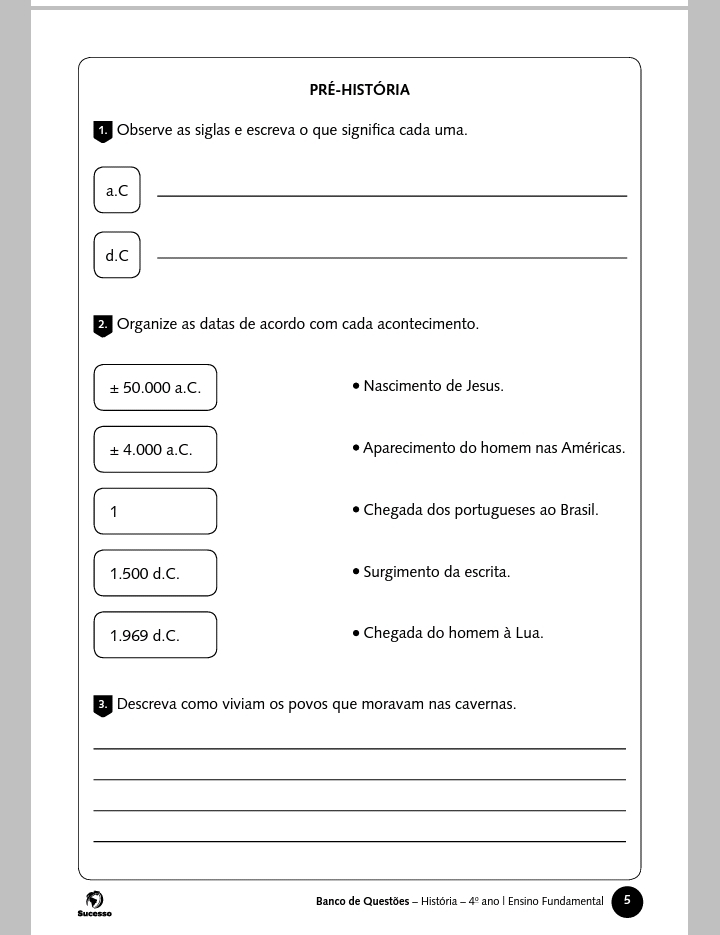 PRÉ-HISTÓRIA
1. Observe as siglas e escreva o que significa cada uma.
a.C
d.C
2. Organize as datas de acordo com cada acontecimento.
± 50.000 a.C. • Nascimento de Jesus.
± 4.000 a.C. • Aparecimento do homem nas Américas.
1 • Chegada dos portugueses ao Brasil.
1.500 d.C. • Surgimento da escrita.
1.969 d.C. • Chegada do homem à Lua.
3. Descreva como viviam os povos que moravam nas cavernas.
Sucesso
Banco de Questões – História – 4º ano | Ensino Fundamental 5